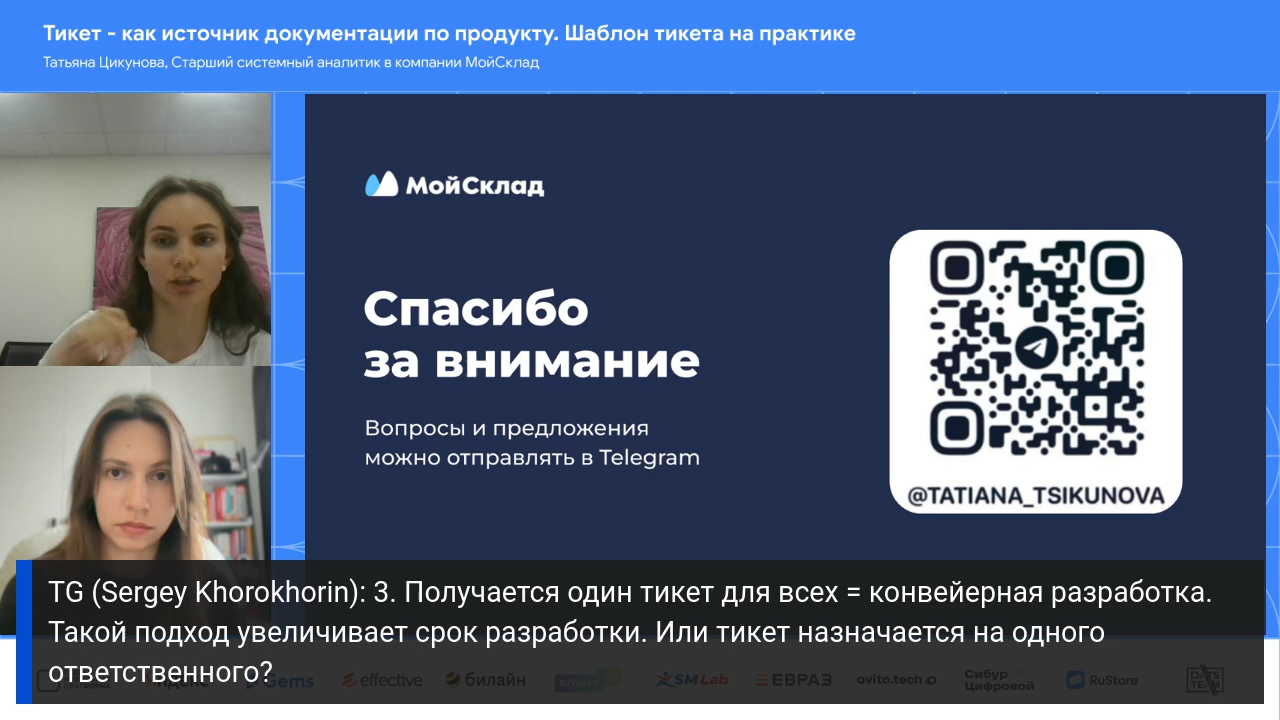 Тикет - как источник документации по продукту. Шаблон тикета на практике
Татьяна Цикунова, Старший системный аналитик в компании МойСклад
МойСклад
Спасибо
за внимание
Вопросы и предложения
можно отправлять в Telegram
@TATIANA_TSIKUNOVA
TG (Sergey Khorokhorin): 3. Получается один тикет для всех = конвейерная разработка.
Такой подход увеличивает срок разработки. Или тикет назначается на одного
ответственного?
Gems effective билайн SM Lab ЕВРАЗ avito.tech Сибур Цифровой RuStore